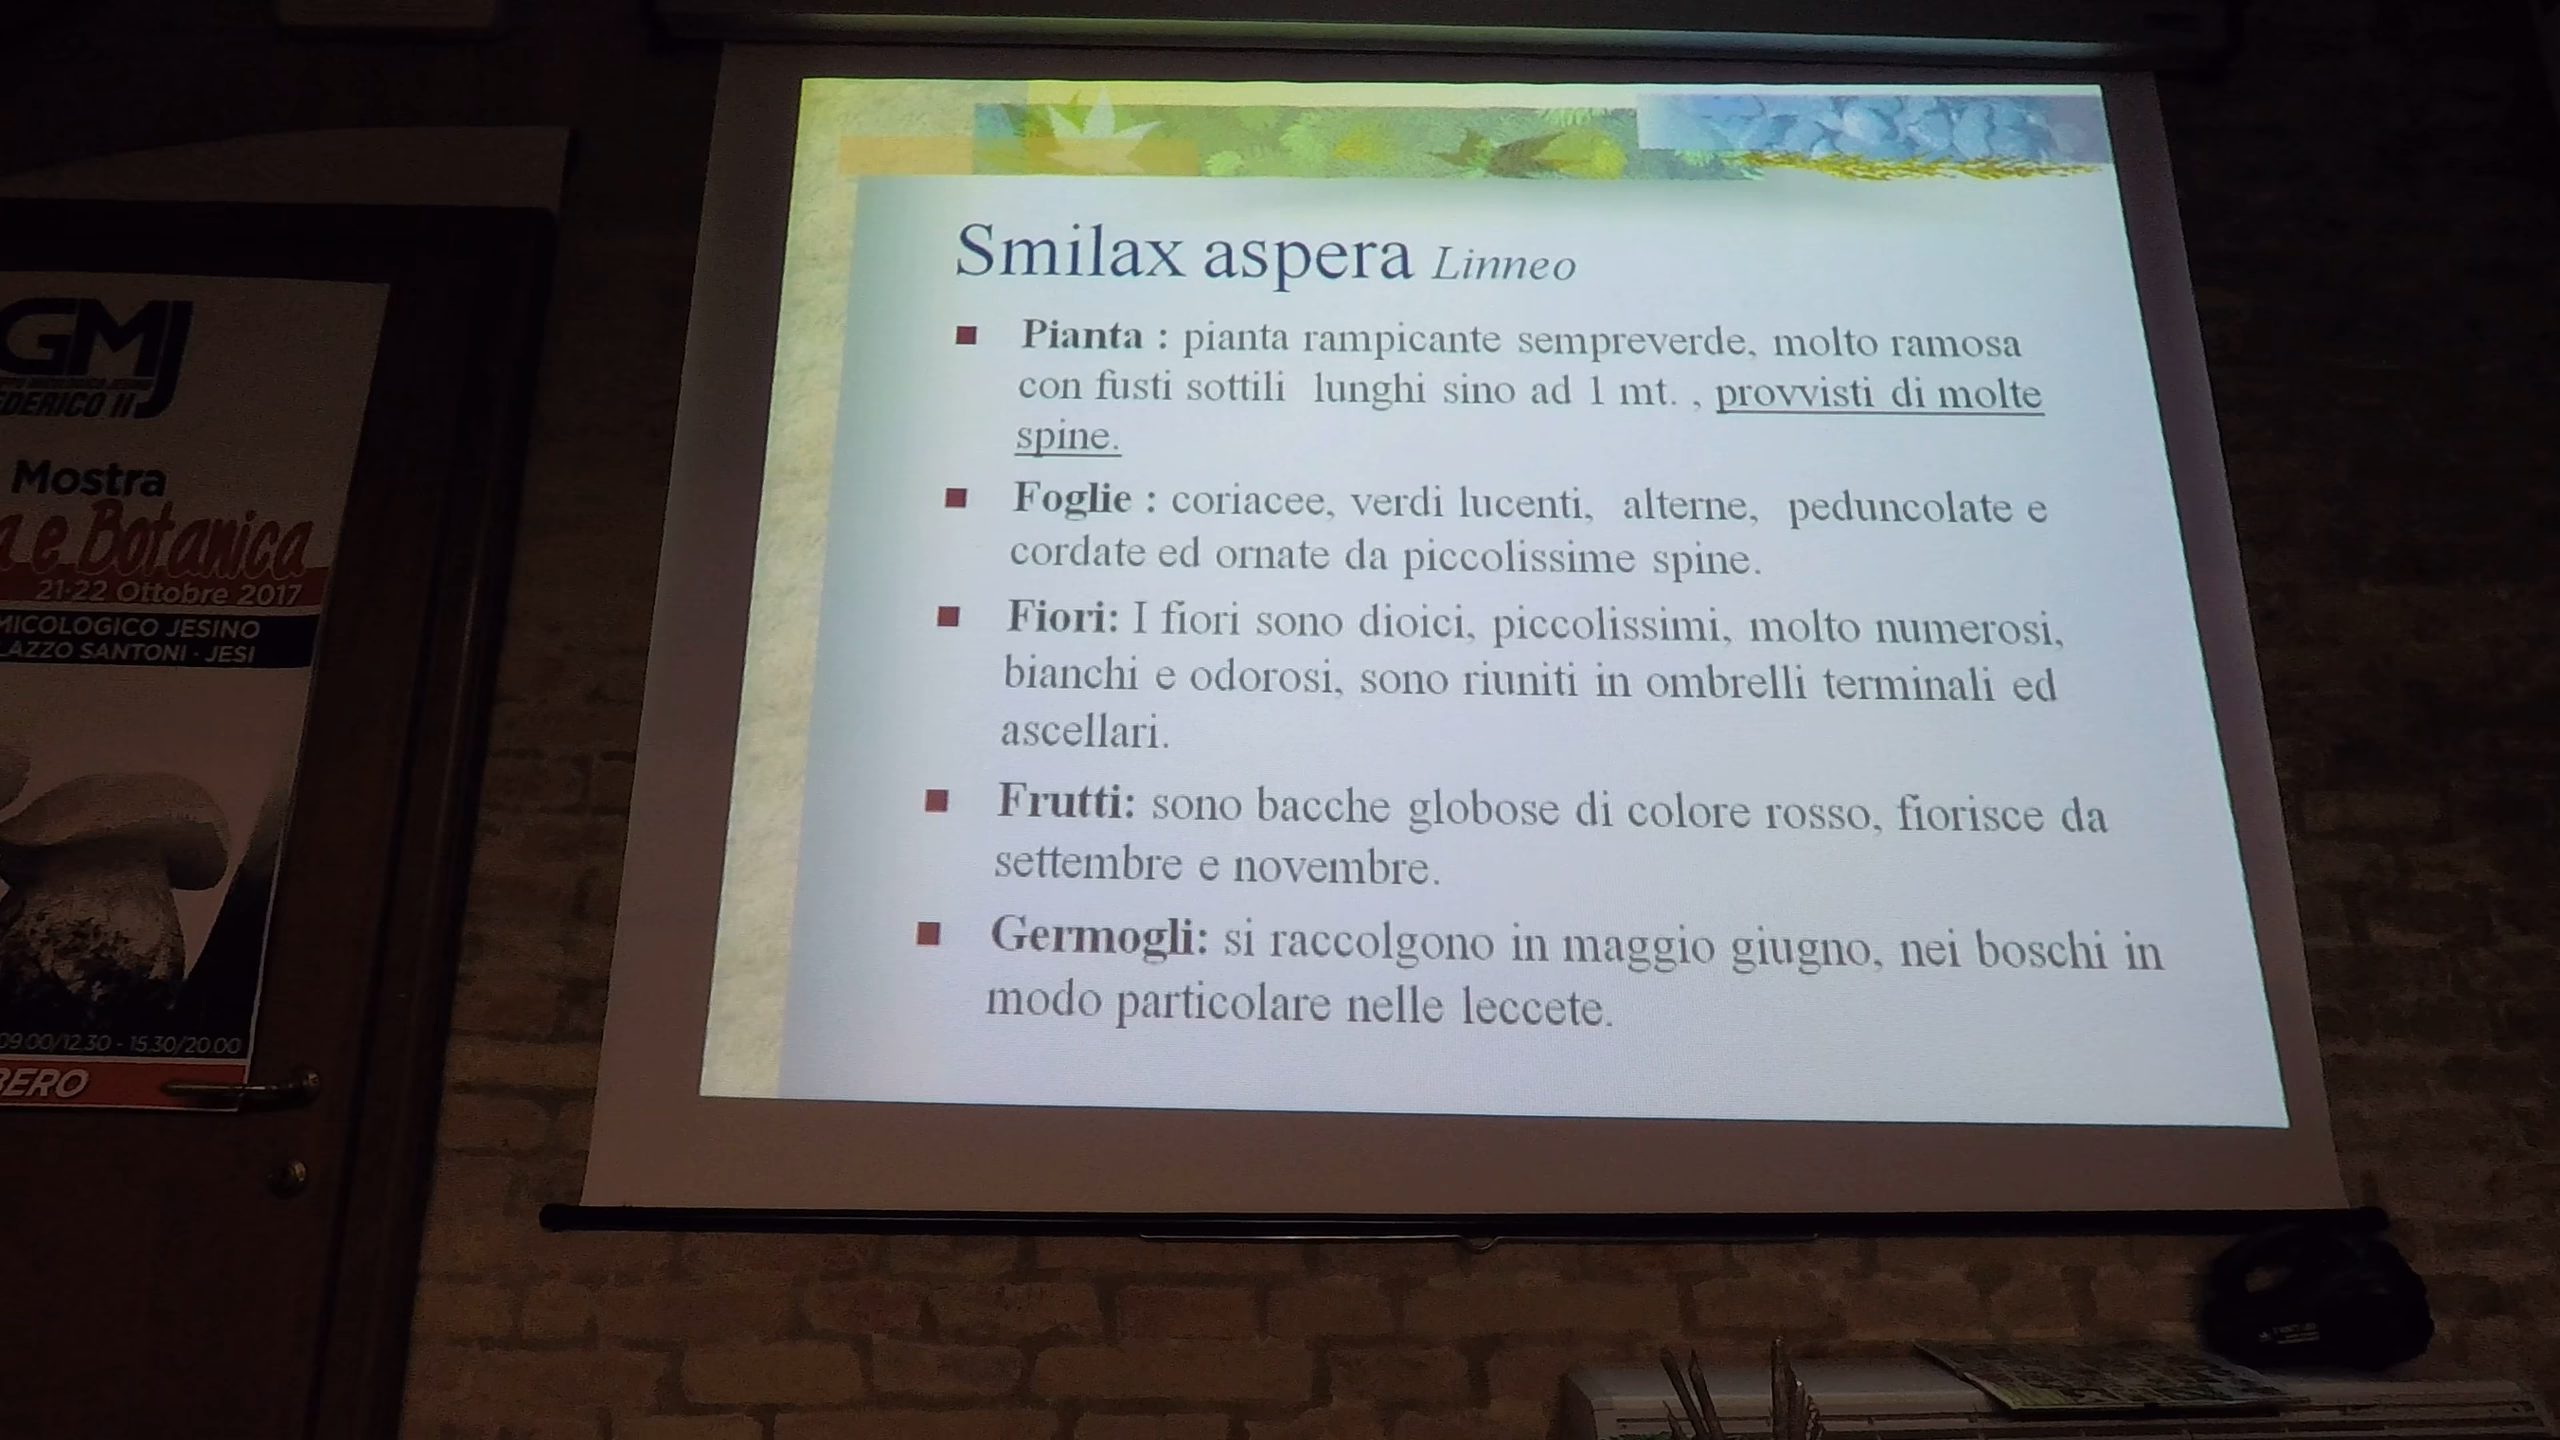 GMJ
FEDERICO II
Mostra
a e Botanica
21-22 Ottobre 2017
MICOLOGICO JESINO
LAZZO SANTONI - JESI
09.00/12.30 - 15.30/20.00
BERO
Smilax aspera Linneo
Pianta : pianta rampicante sempreverde, molto ramosa
con fusti sottili lunghi sino ad 1 mt. , provvisti di molte
spine.
Foglie : coriacee, verdi lucenti, alterne, peduncolate e
cordate ed ornate da piccolissime spine.
Fiori: I fiori sono dioici, piccolissimi, molto numerosi,
bianchi e odorosi, sono riuniti in ombrelli terminali ed
ascellari.
Frutti: sono bacche globose di colore rosso, fiorisce da
settembre e novembre.
Germogli: si raccolgono in maggio giugno, nei boschi in
modo particolare nelle leccete.